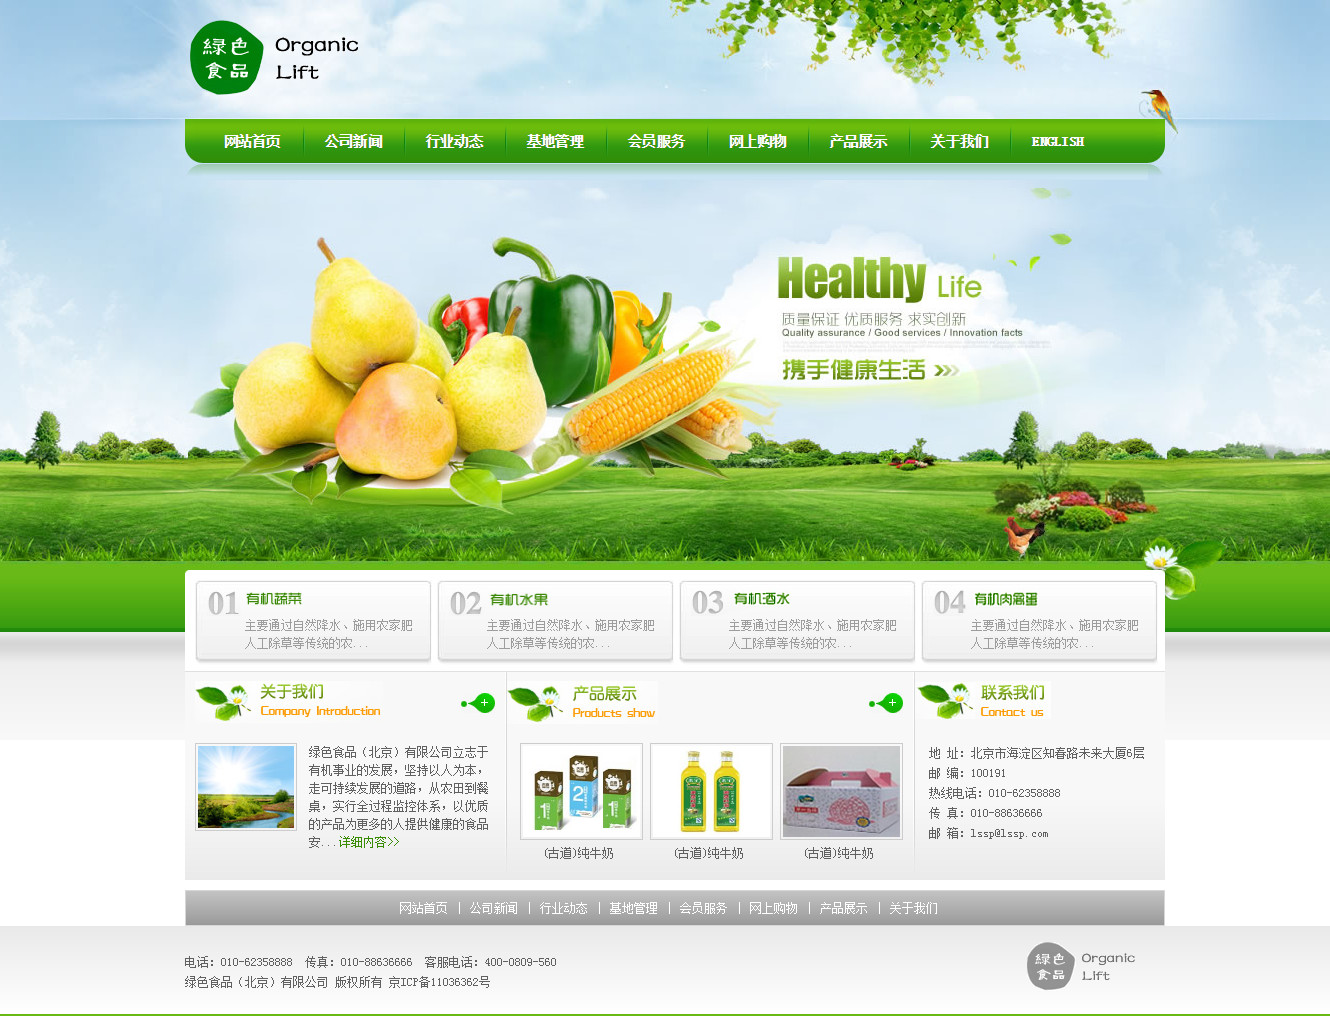 綠色
食品
Organic
Lift
网站首页 公司新闻 行业动态 基地管理 会员服务 网上购物 产品展示 关于我们 ENGLISH
Healthy Life
质量保证 优质服务 求实创新
Quality assurance / Good services / Innovation facts
携手健康生活
01 有机蔬菜
主要通过自然降水、施用农家肥
人工除草等传统的农...
02 有机水果
主要通过自然降水、施用农家肥
人工除草等传统的农...
03 有机酒水
主要通过自然降水、施用农家肥
人工除草等传统的农...
04 有机肉禽蛋
主要通过自然降水、施用农家肥
人工除草等传统的农...
关于我们
Company Introduction
绿色食品（北京）有限公司立志于
有机事业的发展，坚持以人为本，
走可持续发展的道路，从农田到餐
桌，实行全过程监控体系，以优质
的产品为更多的人提供健康的食品
安...详细内容>>
产品展示
Products show
(古道)纯牛奶 (古道)纯牛奶 (古道)纯牛奶
联系我们
Contact us
地 址：北京市海淀区知春路未来大厦6层
邮 编：100191
热线电话：010-62358888
传 真：010-88636666
邮 箱：lssp@lssp.com
网站首页 | 公司新闻 | 行业动态 | 基地管理 | 会员服务 | 网上购物 | 产品展示 | 关于我们
电话：010-62358888 传真：010-88636666 客服电话：400-0809-560
绿色食品（北京）有限公司 版权所有 京ICP备11036362号
綠色
食品
Organic
Lift